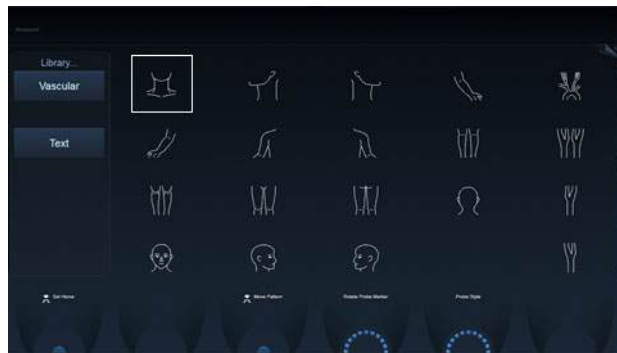 Library...
Vascular
Text
Set Home
Move Pattern
Rotate Probe Marker
Probe Style